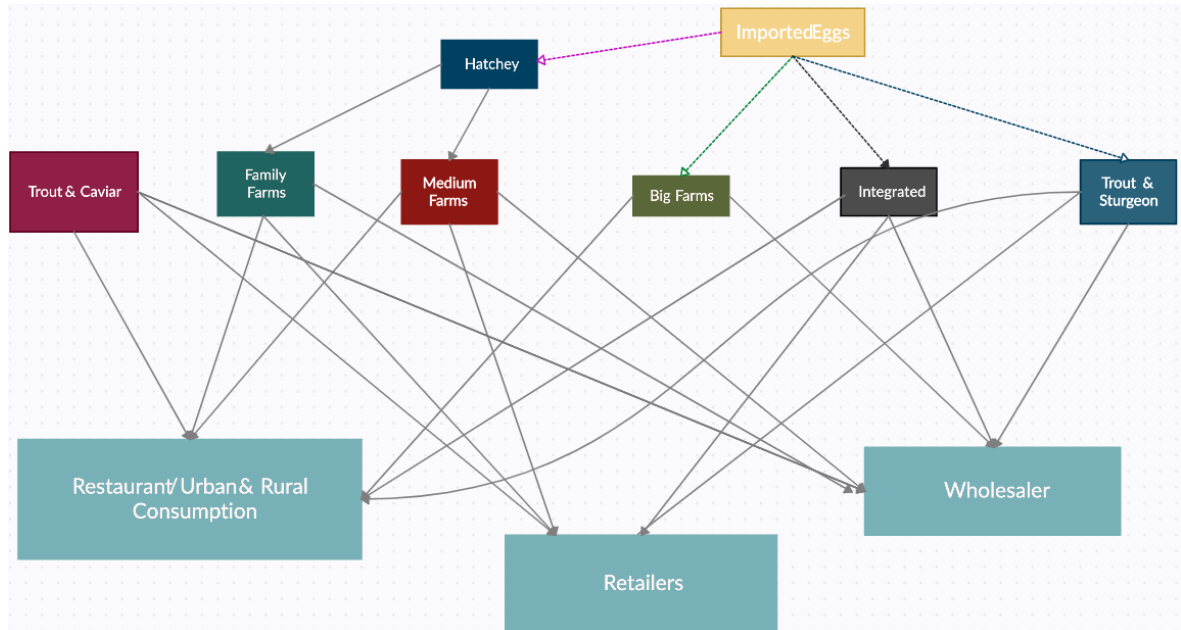 ImportedEggs
Hatchey
Trout & Caviar
Family
Farms
Medium
Farms
Big Farms
Integrated
Trout &
Sturgeon
Restaurant/ Urban & Rural
Consumption
Wholesaler
Retailers